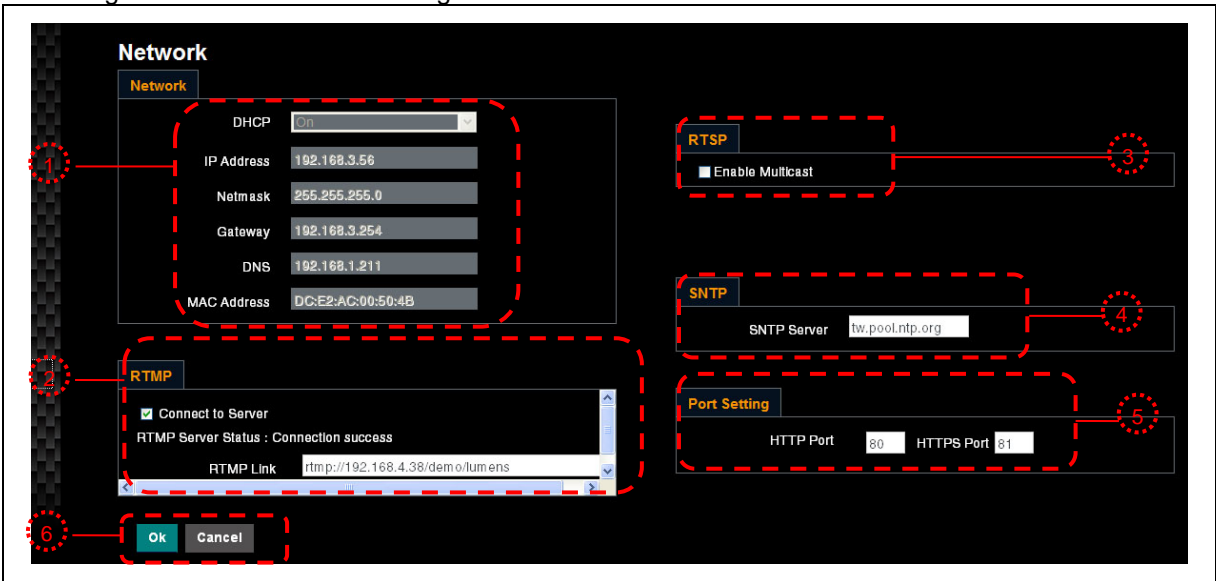 Network
Network
DHCP On
IP Address 192.168.3.56
Netmask 255.255.255.0
Gateway 192.168.3.254
DNS 192.168.1.211
MAC Address DC:E2:AC:00:50:4B
1
RTMP
Connect to Server
RTMP Server Status : Connection success
RTMP Link rtmp://192.168.4.38/demo/lumens
2
RTSP
Enable Multicast
3
SNTP
SNTP Server tw.pool.ntp.org
4
Port Setting
HTTP Port 80 HTTPS Port 81
5
6
Ok Cancel